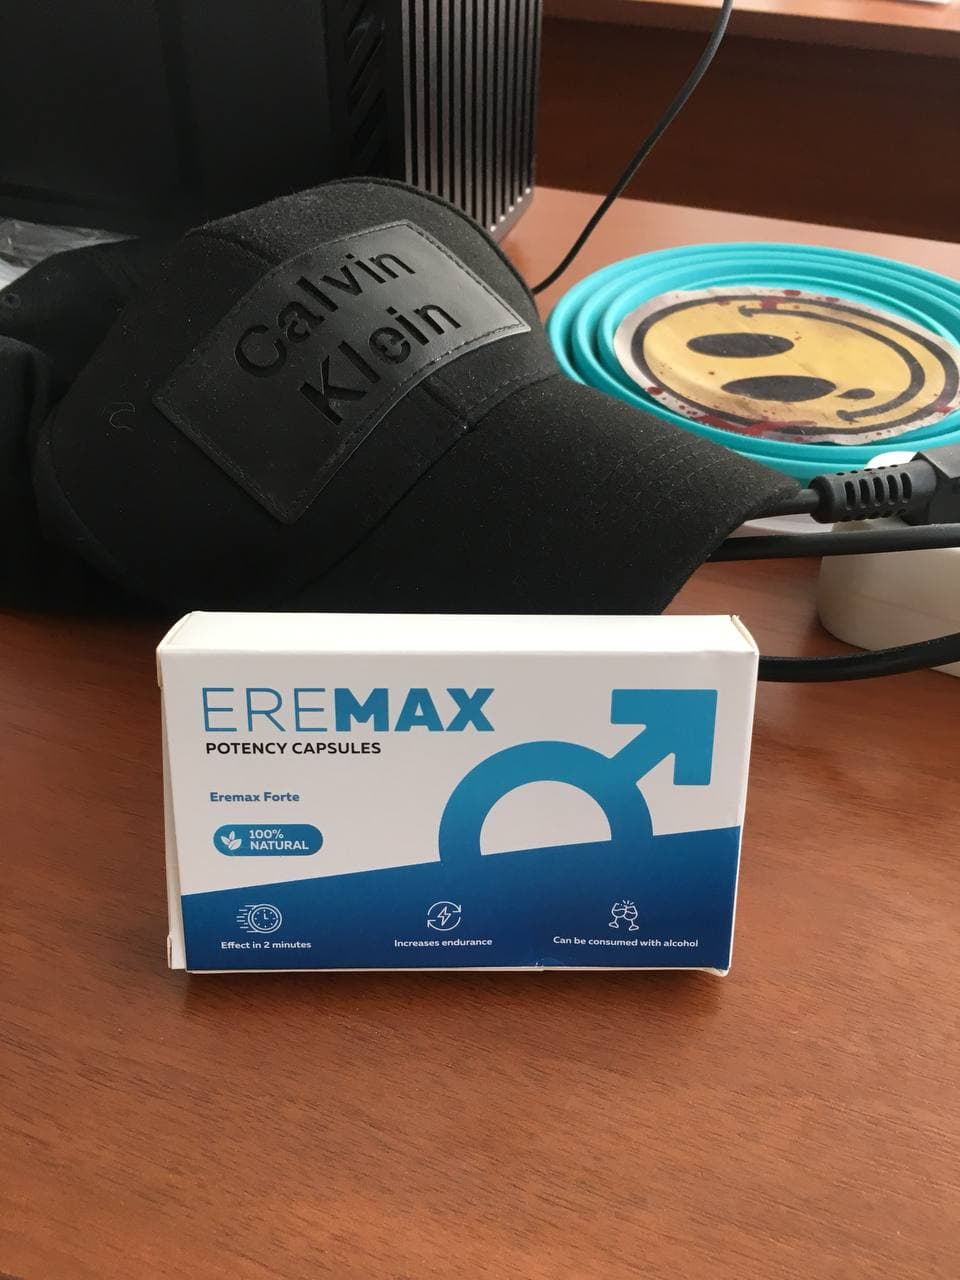 Calvin
Klein
EREMAX
POTENCY CAPSULES
Eremax Forte
100%
NATURAL
Effect in 2 minutes
Increases endurance
Can be consumed with alcohol